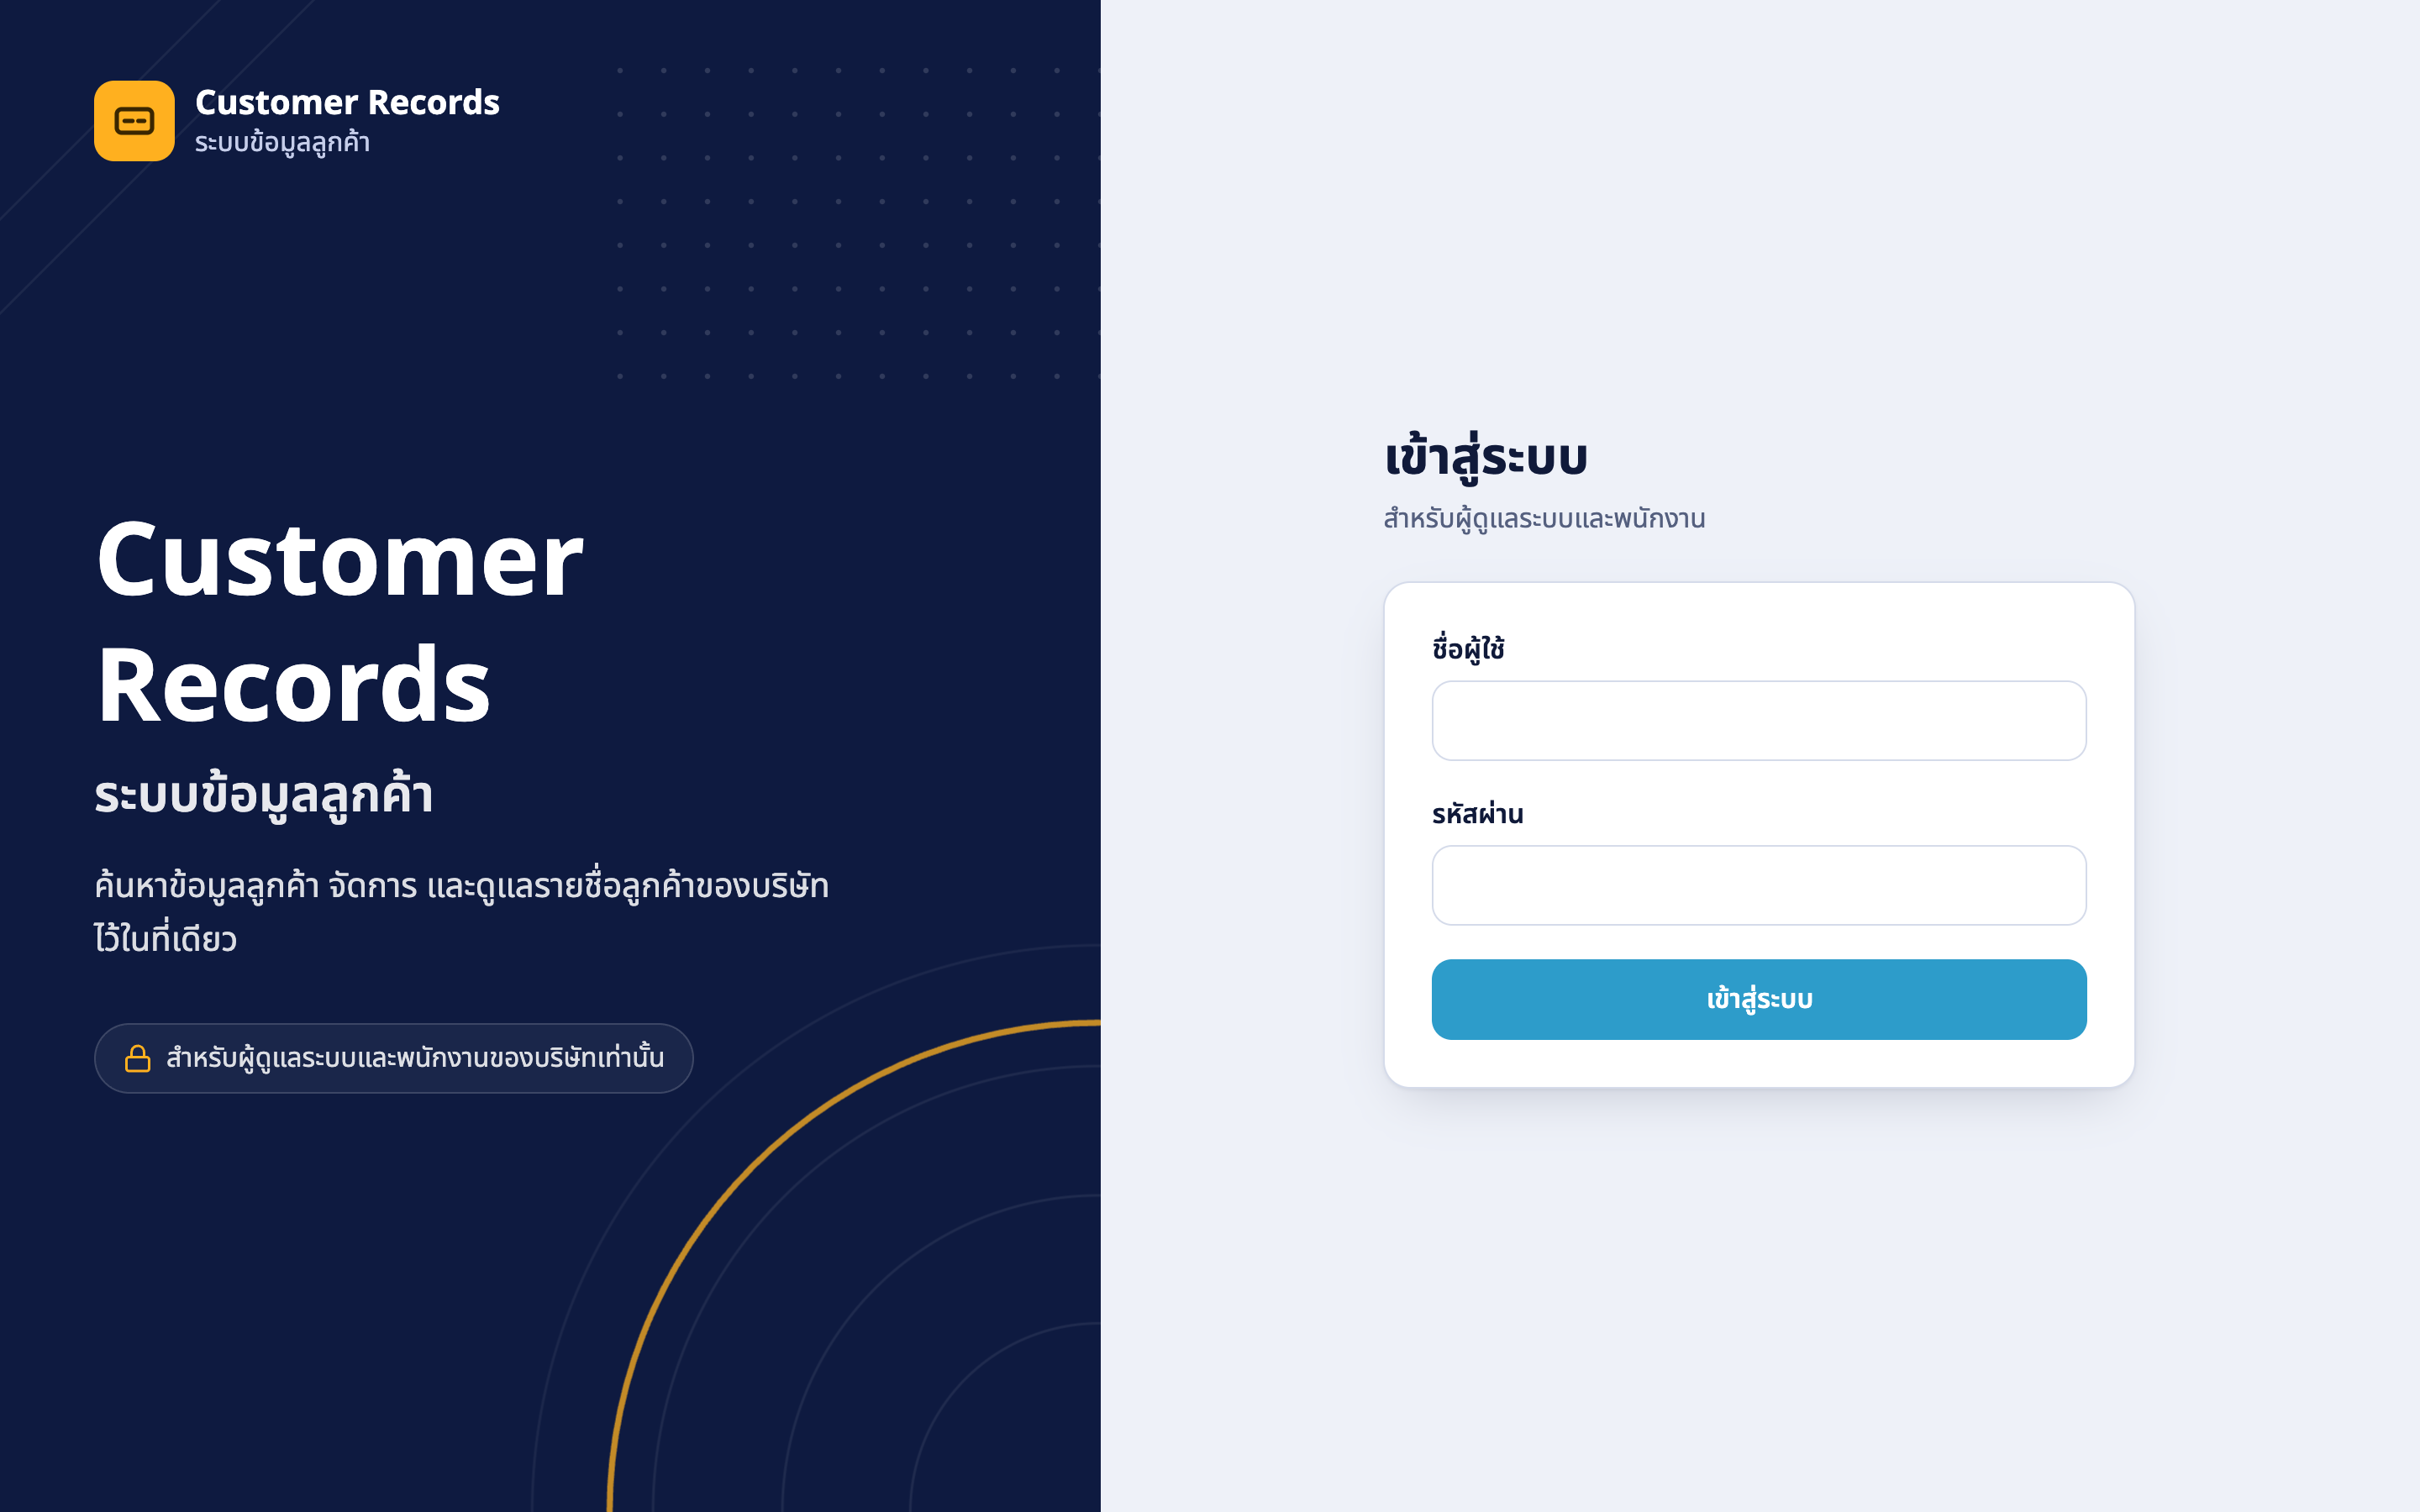 Customer Records
ระบบข้อมูลลูกค้า
Customer
Records
ระบบข้อมูลลูกค้า
ค้นหาข้อมูลลูกค้า จัดการ และดูแลรายชื่อลูกค้าของบริษัท
ไว้ในที่เดียว
สำหรับผู้ดูแลระบบและพนักงานของบริษัทเท่านั้น
เข้าสู่ระบบ
สำหรับผู้ดูแลระบบและพนักงาน
ชื่อผู้ใช้
รหัสผ่าน
เข้าสู่ระบบ